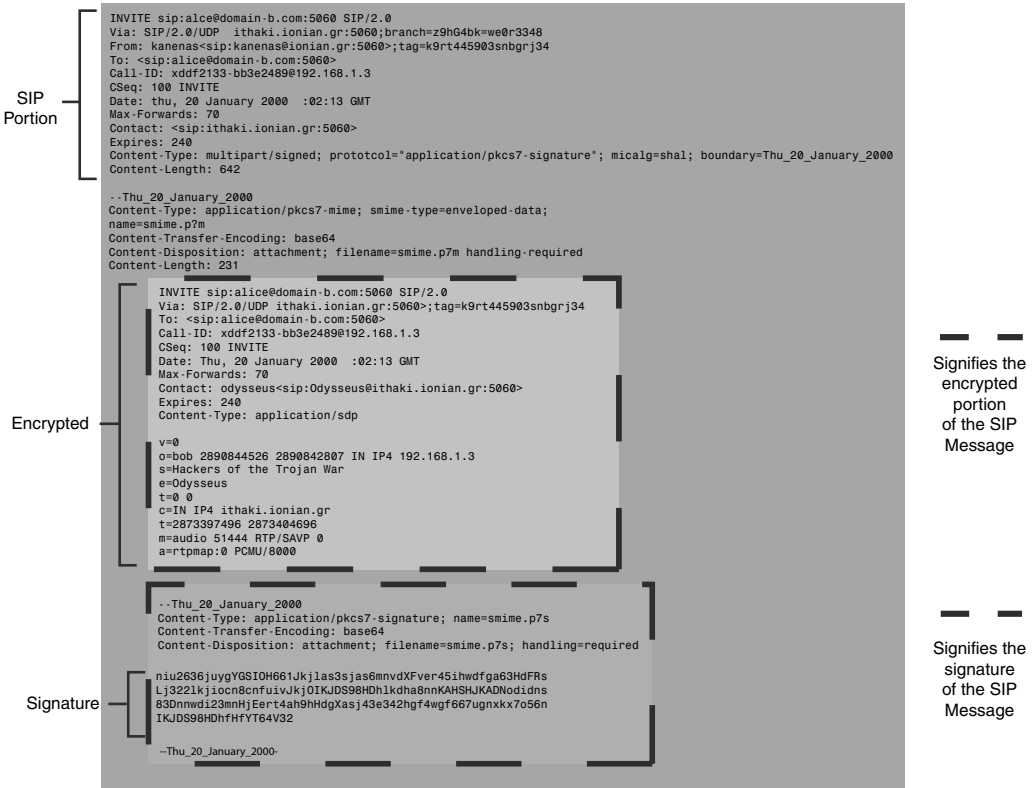 INVITE sip:alce@domain-b.com:5060 SIP/2.0
Via: SIP/2.0/UDP  ithaki.ionian.gr:5060;branch=z9hG4bk=we0r3348
From: kanenas<sip:kanenas@ionian.gr:5060>;tag=k9rt445903snbgrj34
To: <sip:alice@domain-b.com:5060>
Call-ID: xddf2133-bb3e2489@192.168.1.3
CSeq: 100 INVITE
Date: thu, 20 January 2000  :02:13 GMT
Max-Forwards: 70
Contact: <sip:ithaki.ionian.gr:5060>
Expires: 240
Content-Type: multipart/signed; prototcol="application/pkcs7-signature"; micalg=shal; boundary=Thu_20_January_2000
Content-Length: 642
SIP
Portion
--Thu_20_January_2000
Content-Type: application/pkcs7-mime; smime-type=enveloped-data;
name=smime.p?m
Content-Transfer-Encoding: base64
Content-Disposition: attachment; filename=smime.p7m handling-required
Content-Length: 231
INVITE sip:alice@domain-b.com:5060 SIP/2.0
Via: SIP/2.0/UDP ithaki.ionian.gr:5060>;tag=k9rt445903snbgrj34
To: <sip:alice@domain-b.com:5060>
Call-ID: xddf2133-bb3e2489@192.168.1.3
CSeq: 100 INVITE
Date: Thu, 20 January 2000  :02:13 GMT
Max-Forwards: 70
Contact: odysseus<sip:Odysseus@ithaki.ionian.gr:5060>
Expires: 240
Content-Type: application/sdp
v=0
o=bob 2890844526 2890842807 IN IP4 192.168.1.3
s=Hackers of the Trojan War
e=Odysseus
t=0 0
c=IN IP4 ithaki.ionian.gr
t=2873397496 2873404696
m=audio 51444 RTP/SAVP 0
a=rtpmap:0 PCMU/8000
Encrypted
Signifies the
encrypted
portion
of the SIP
Message
--Thu_20_January_2000
Content-Type: application/pkcs7-signature; name=smime.p7s
Content-Transfer-Encoding: base64
Content-Disposition: attachment; filename=smime.p7s; handling=required
niu2636juygYGSIOH661Jkjlas3sjas6mnvdXFver45ihwdfga63HdFRs
Lj322lkjiocn8cnfuivJkjOIKJDS98HDhlkdha8nnKAHSHJKADNodidns
83Dnnwdi23mnHjEert4ah9hHdgXasj43e342hgf4wgf667ugnxkx7o56n
IKJDS98HDhfHfYT64V32
--Thu_20_January_2000-
Signature
Signifies the
signature
of the SIP
Message